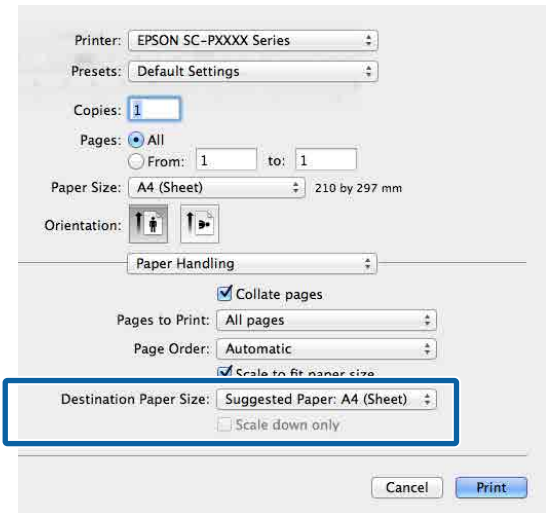 Printer: EPSON SC-PXXXX Series
Presets: Default Settings
Copies: 1
Pages: All
From: 1 to: 1
Paper Size: A4 (Sheet) 210 by 297 mm
Orientation:
Paper Handling
Collate pages
Pages to Print: All pages
Page Order: Automatic
Scale to fit paper size
Destination Paper Size: Suggested Paper: A4 (Sheet)
Scale down only
Cancel Print